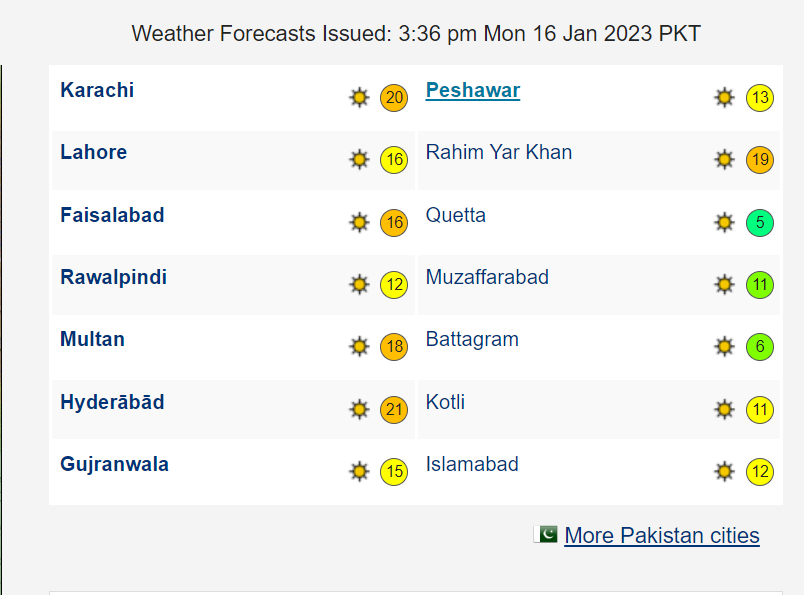 Weather Forecasts Issued: 3:36 pm Mon 16 Jan 2023 PKT
Karachi 20 Peshawar 13
Lahore 16 Rahim Yar Khan 19
Faisalabad 16 Quetta 5
Rawalpindi 12 Muzaffarabad 11
Multan 18 Battagram 6
Hyderābād 21 Kotli 11
Gujranwala 15 Islamabad 12
More Pakistan cities